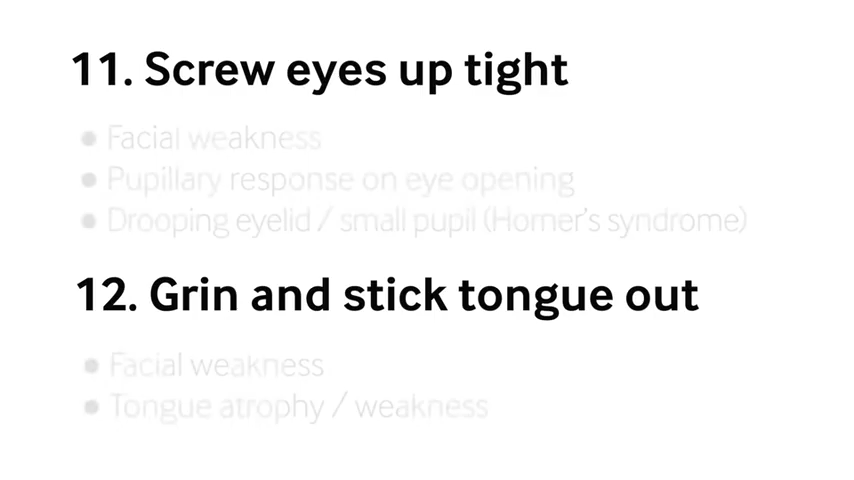 11. Screw eyes up tight
● Facial weakness
● Pupillary response on eye opening
● Drooping eyelid / small pupil (Horner's syndrome)
12. Grin and stick tongue out
● Facial weakness
● Tongue atrophy / weakness